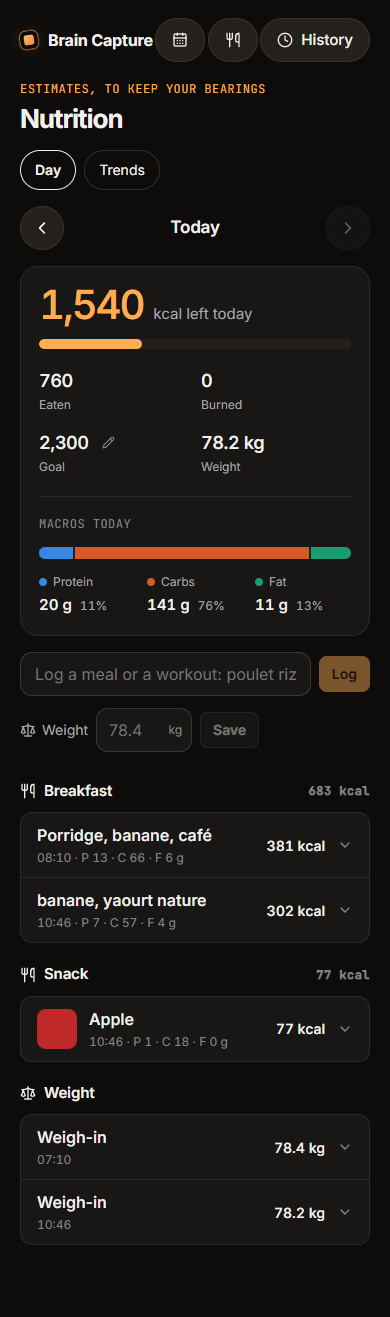 Brain Capture
History
ESTIMATES, TO KEEP YOUR BEARINGS
Nutrition
Day
Trends
Today
1,540 kcal left today
760
0
Eaten
Burned
2,300
78.2 kg
Goal
Weight
MACROS TODAY
Protein
Carbs
Fat
20 g 11%
141 g 76%
11 g 13%
Log a meal or a workout: poulet riz
Log
Weight
78.4 kg
Save
Breakfast
683 kcal
Porridge, banane, café
381 kcal
08:10 · P 13 · C 66 · F 6 g
banane, yaourt nature
302 kcal
10:46 · P 7 · C 57 · F 4 g
Snack
77 kcal
Apple
77 kcal
10:46 · P 1 · C 18 · F 0 g
Weight
Weigh-in
78.4 kg
07:10
Weigh-in
78.2 kg
10:46